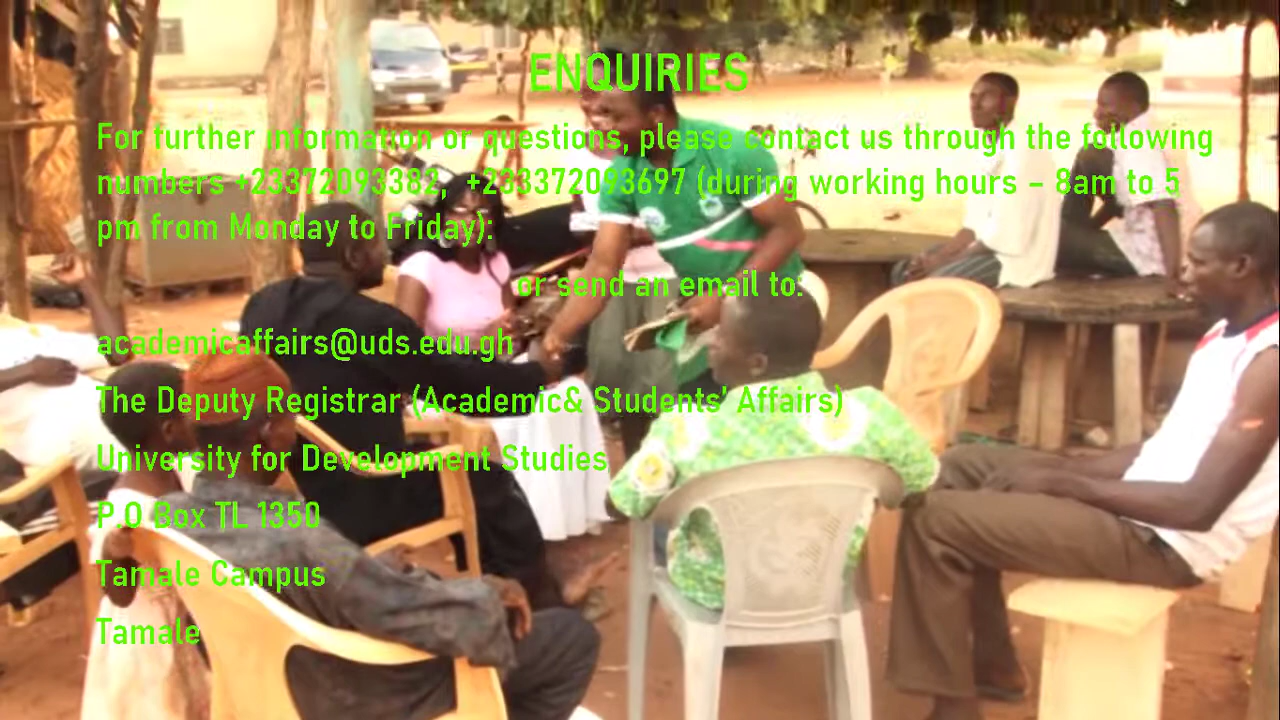 ENQUIRIES
For further information or questions, please contact us through the following
numbers +23372093382, +233372093697 (during working hours – 8am to 5
pm from Monday to Friday):
or send an email to:
academicaffairs@uds.edu.gh
The Deputy Registrar (Academic& Students' Affairs)
University for Development Studies
P.O Box TL 1350
Tamale Campus
Tamale